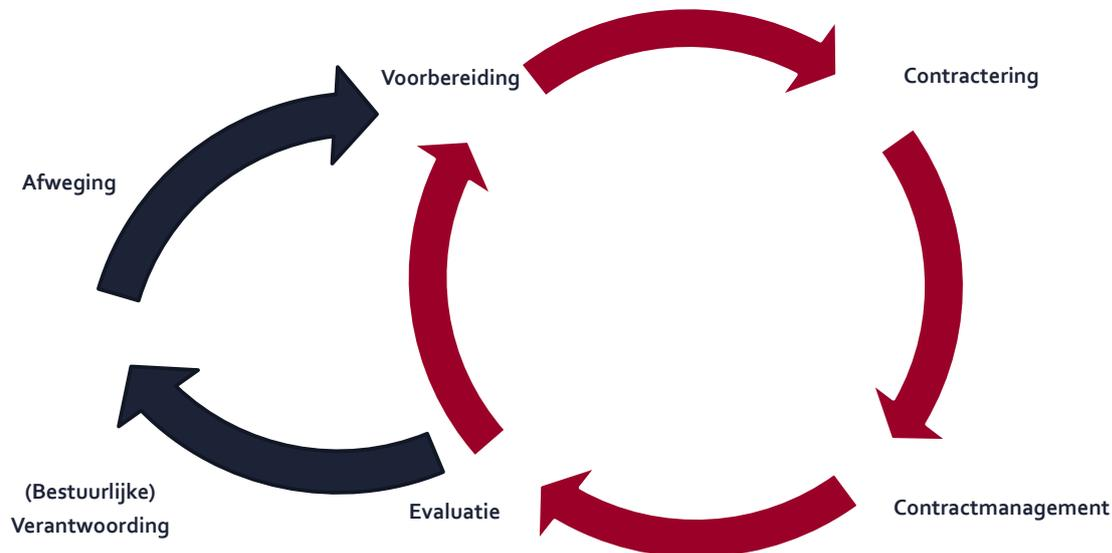 Voorbereiding
Contractering
Afweging
(Bestuurlijke)
Verantwoording
Evaluatie
Contractmanagement